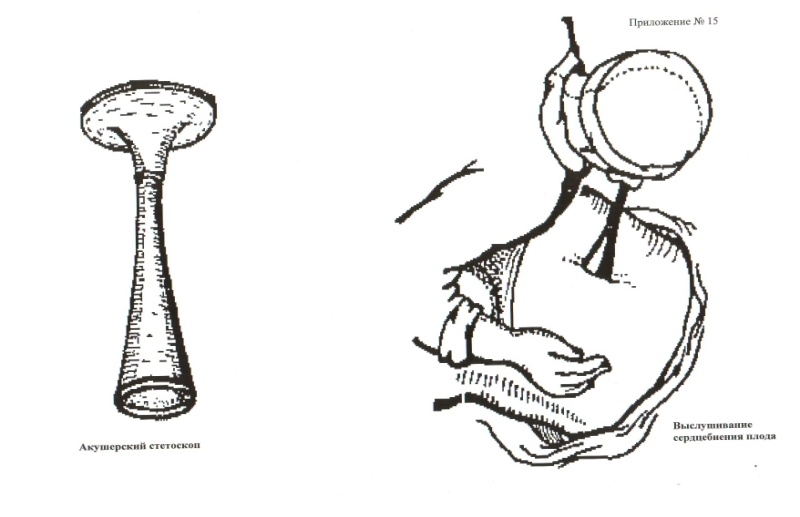 Приложение № 15
Акушерский стетоскоп
Выслушивание
сердцебиения плода